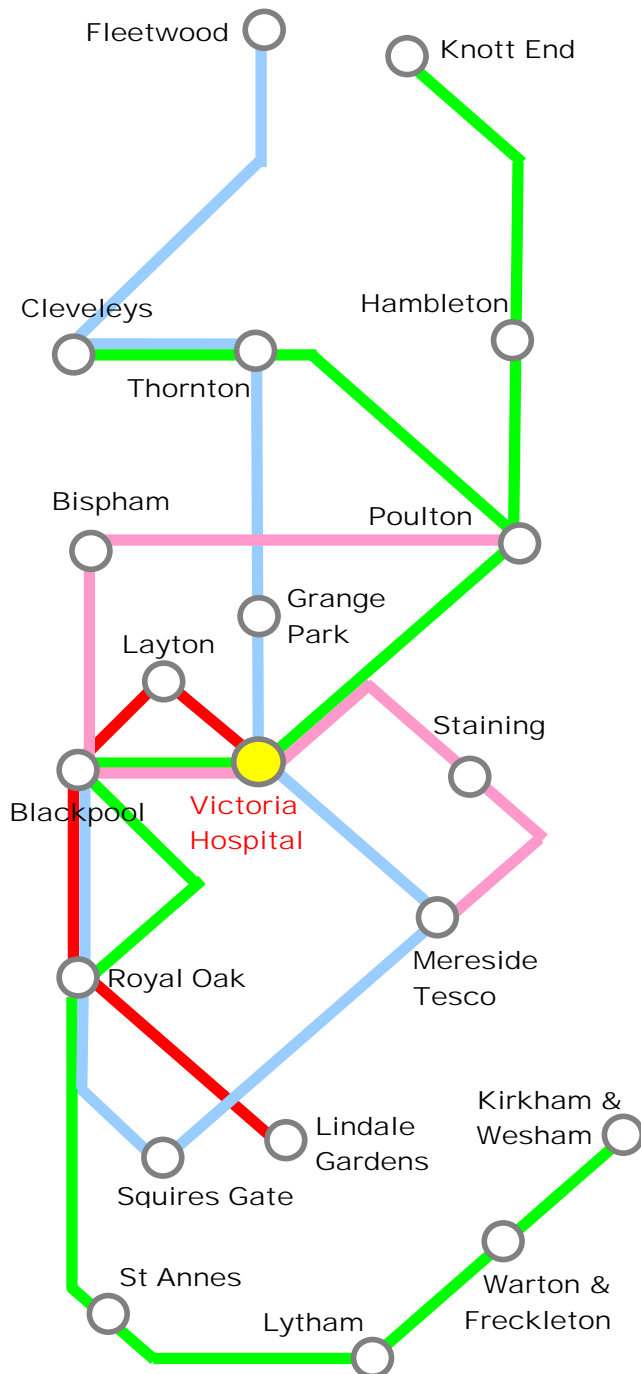 Fleetwood
Knott End
Cleveleys
Hambleton
Thornton
Bispham
Poulton
Grange
Park
Layton
Staining
Blackpool
Victoria
Hospital
Royal Oak
Mereside
Tesco
Kirkham &
Wesham
Lindale
Gardens
Squires Gate
St Annes
Warton &
Freckleton
Lytham